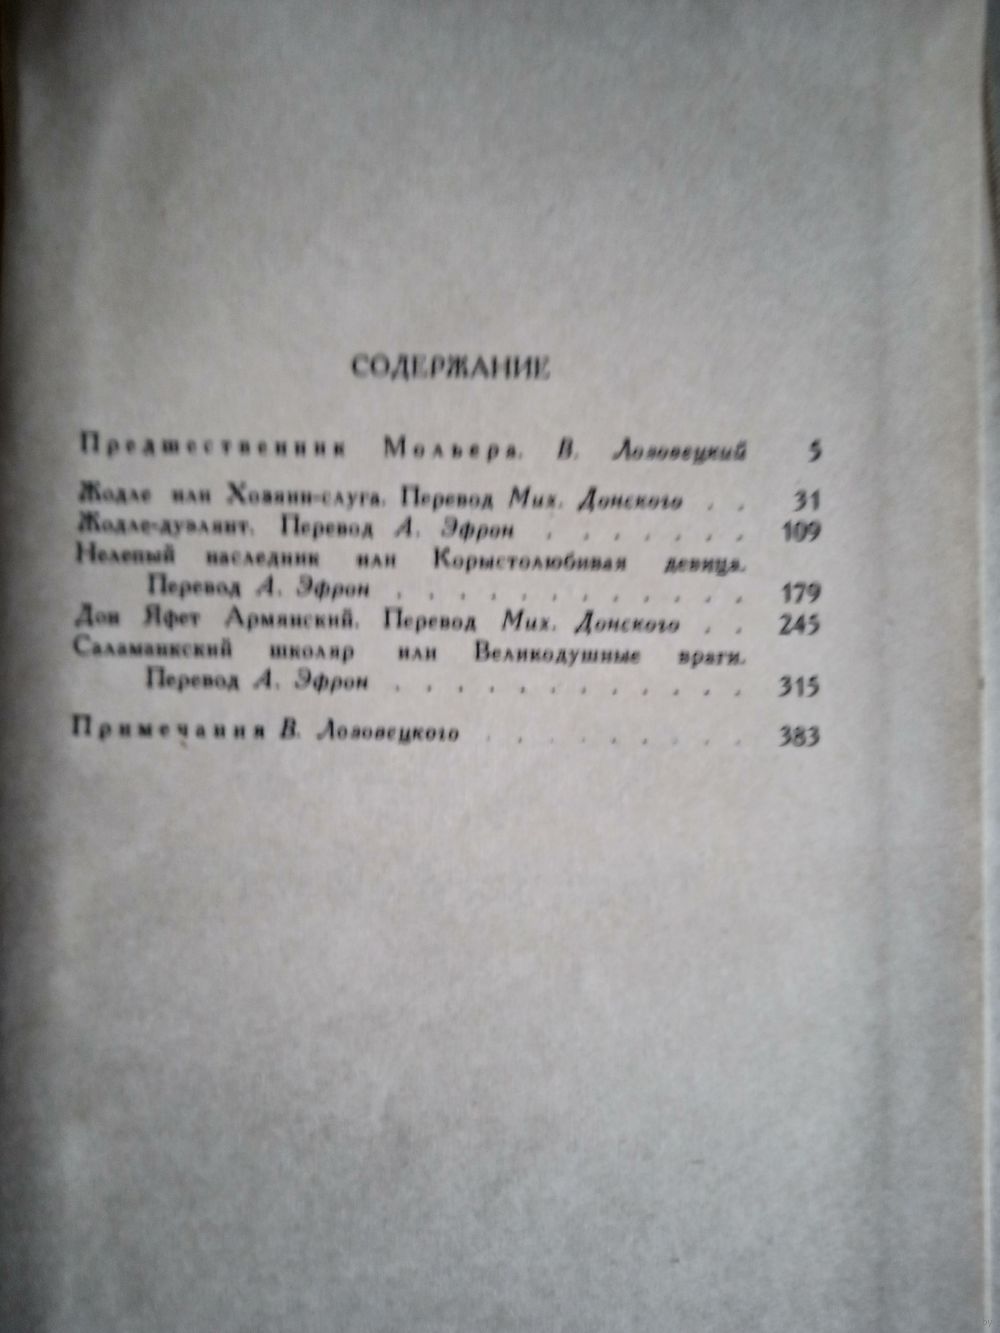 СОДЕРЖАНИЕ
Предшественник Мольера. В. Лозовецкий 5
Жодле или Хозяин-слуга. Перевод Мих. Донского . . 31
Жодле-дуэлянт. Перевод А. Эфрон . . . . . . . 109
Нелепый наследник или Корыстолюбивая девица.
Перевод А. Эфрон . . . . . . . . . . . . 179
Дон Яфет Армянский. Перевод Мих. Донского . . 245
Саламанкский школяр или Великодушные враги.
Перевод А. Эфрон . . . . . . . . . . . . 315
Примечания В. Лозовецкого . . . . . . . . . 383
by